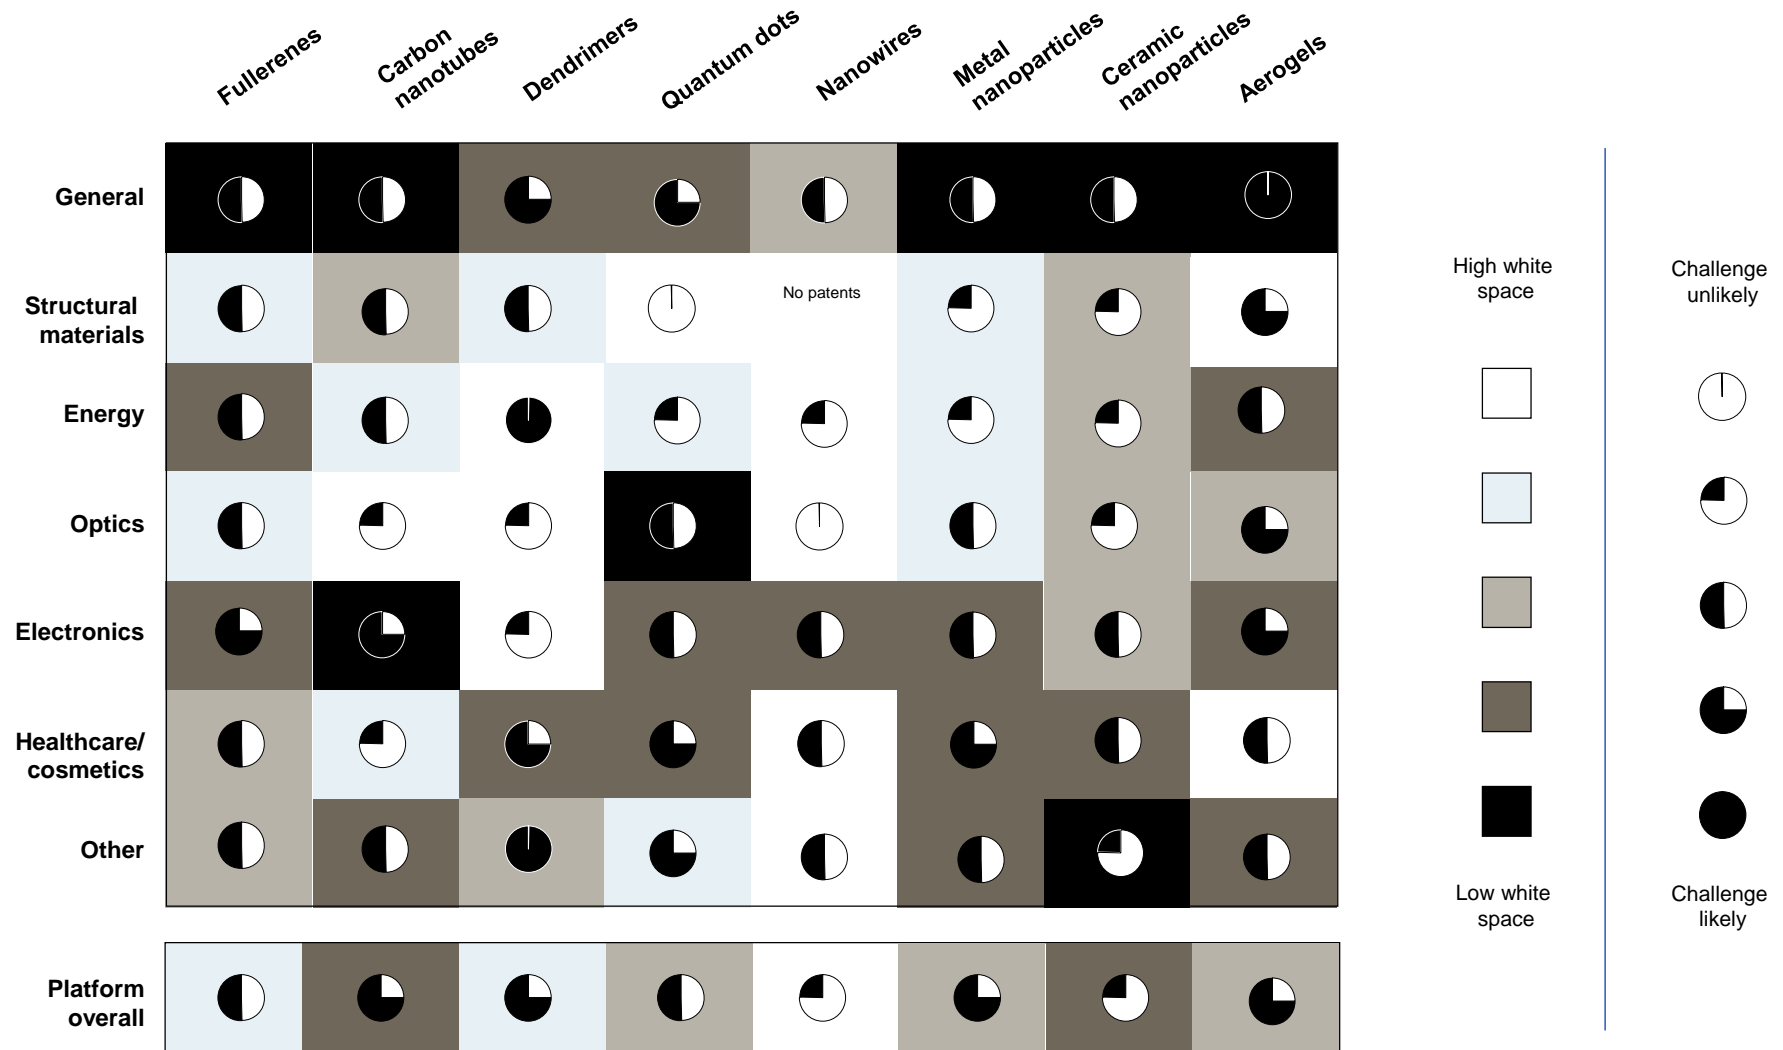 Fullerenes
Carbon
nanotubes
Dendrimers
Quantum dots
Nanowires
Metal
nanoparticles
Ceramic
nanoparticles
Aerogels
General
Structural
materials
No patents
Energy
Optics
Electronics
Healthcare/
cosmetics
Other
Platform
overall
High white
space
Low white
space
Challenge
unlikely
Challenge
likely